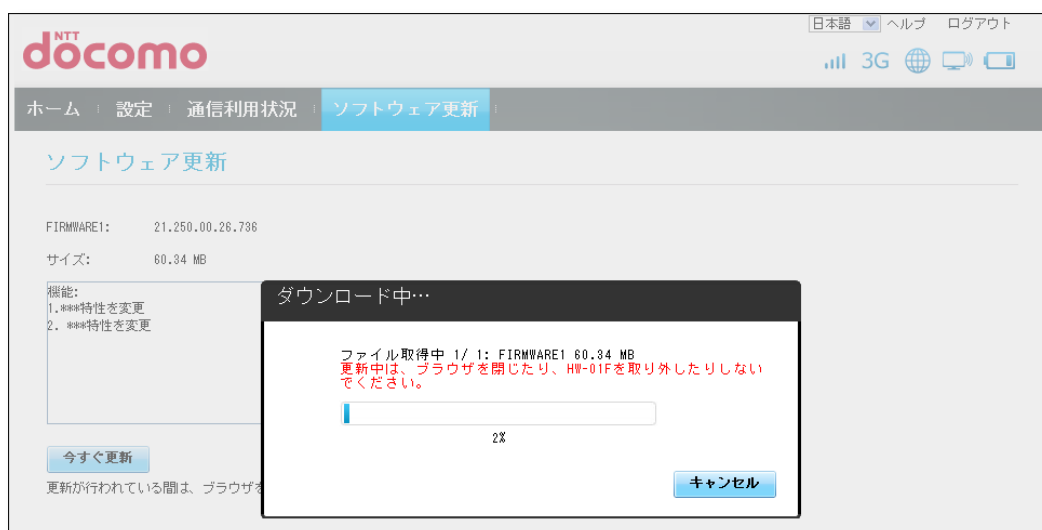 日本語 ヘルプ ログアウト
NTT
döcomo
3G
ホーム 設定 通信利用状況 ソフトウェア更新
ソフトウェア更新
FIRMWARE1: 21.250.00.26.736
サイズ: 60.34 MB
機能:
1.***特性を変更
2. ***特性を変更
ダウンロード中…
ファイル取得中 1/ 1: FIRMWARE1 60.34 MB
更新中は、ブラウザを閉じたり、HW-01Fを取り外したりしない
でください。
2%
キャンセル
今すぐ更新
更新が行われている間は、ブラウザを